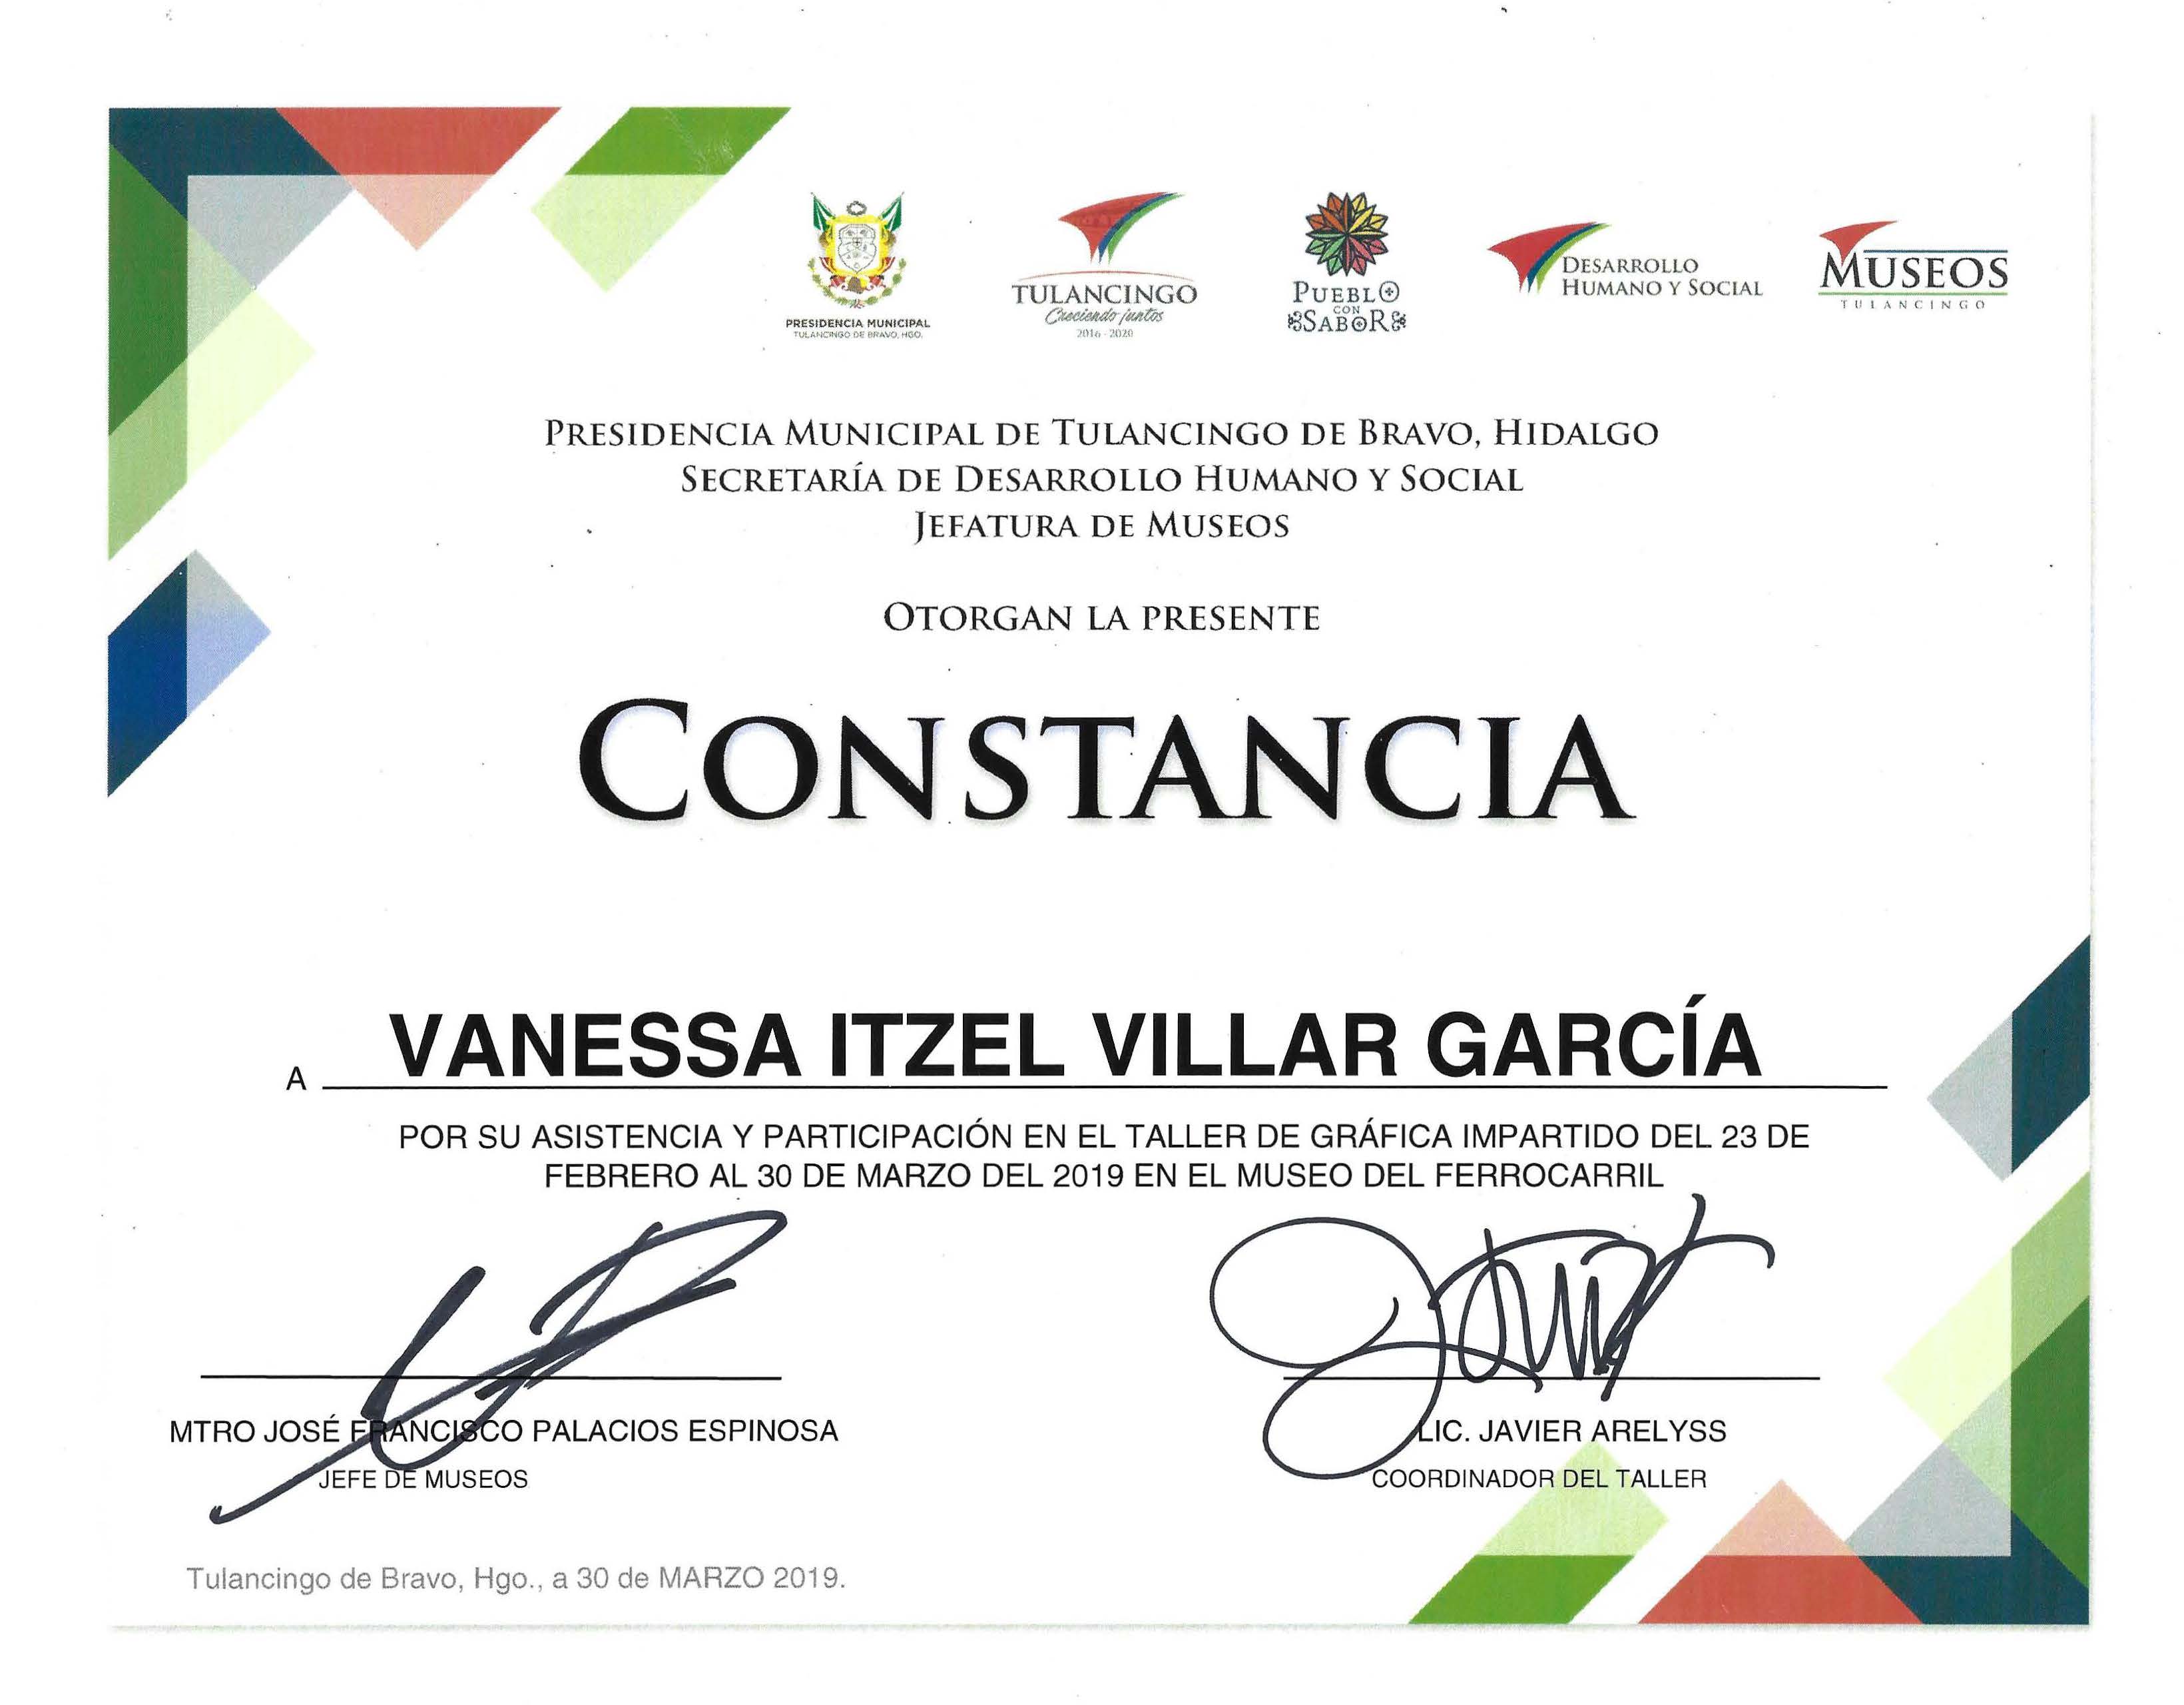 PRESIDENCIA MUNICIPAL
TULANCINGO DE BRAVO, HGO.
TULANCINGO
Creciendo juntos
2016 - 2020
PUEBLO
CON
SABOR
DESARROLLO
HUMANO Y SOCIAL
MUSEOS
TULANCINGO
PRESIDENCIA MUNICIPAL DE TULANCINGO DE BRAVO, HIDALGO
SECRETARÍA DE DESARROLLO HUMANO Y SOCIAL
JEFATURA DE MUSEOS
OTORGAN LA PRESENTE
CONSTANCIA
A VANESSA ITZEL VILLAR GARCÍA
POR SU ASISTENCIA Y PARTICIPACIÓN EN EL TALLER DE GRÁFICA IMPARTIDO DEL 23 DE
FEBRERO AL 30 DE MARZO DEL 2019 EN EL MUSEO DEL FERROCARRIL
MTRO JOSÉ FRANCISCO PALACIOS ESPINOSA
JEFE DE MUSEOS
LIC. JAVIER ARELYSS
COORDINADOR DEL TALLER
Tulancingo de Bravo, Hgo., a 30 de MARZO 2019.